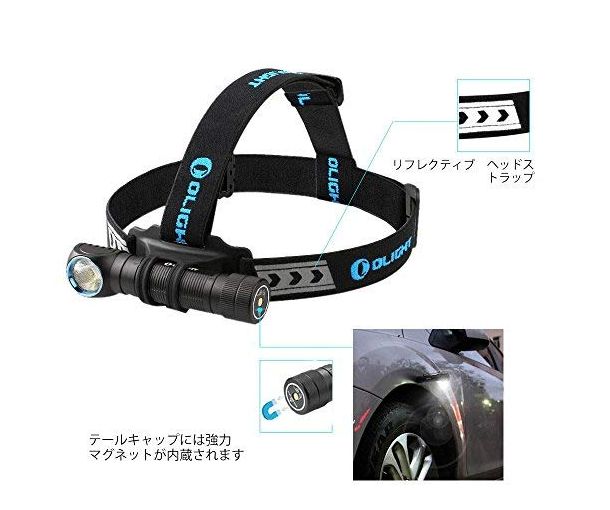 OLIGHT
リフレクティブ ヘッドス
トラップ
OLIGHT
OLIGHT
テールキャップには強力
マグネットが内蔵されます